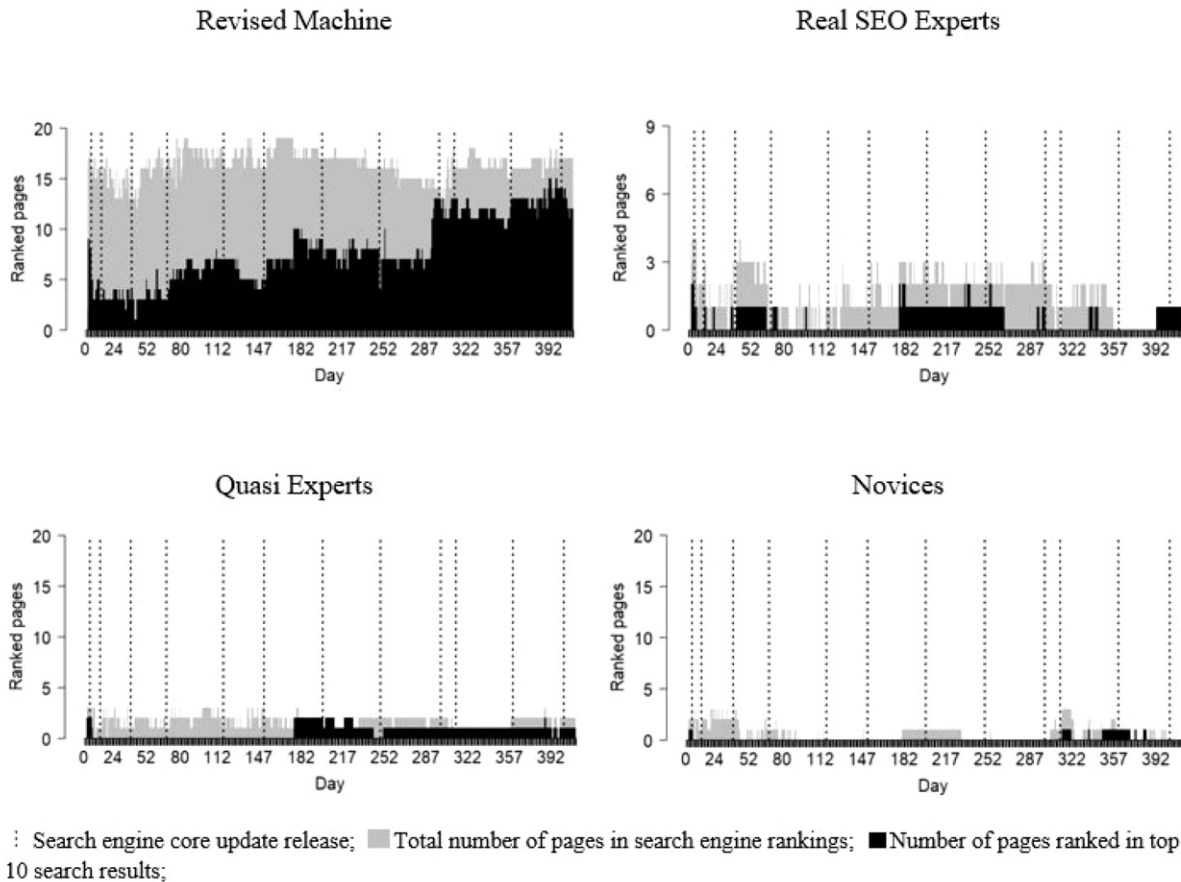 Revised Machine
Real SEO Experts
20
15
10
5
0
Ranked pages
0 24 52 80 112 147 182 217 252 287 322 357 392
Day
9
6
3
0
Ranked pages
0 24 52 80 112 147 182 217 252 287 322 357 392
Day
Quasi Experts
Novices
20
15
10
5
0
Ranked pages
0 24 52 80 112 147 182 217 252 287 322 357 392
Day
20
15
10
5
0
Ranked pages
0 24 52 80 112 147 182 217 252 287 322 357 392
Day
Search engine core update release; Total number of pages in search engine rankings; Number of pages ranked in top
10 search results;